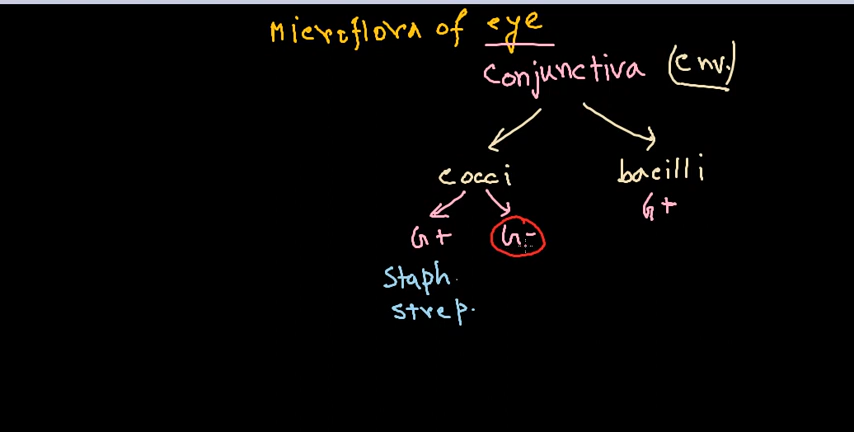 Microflora of eye
Conjunctiva (env.)
cocci bacilli
G+ G- G+
Staph.
strep.